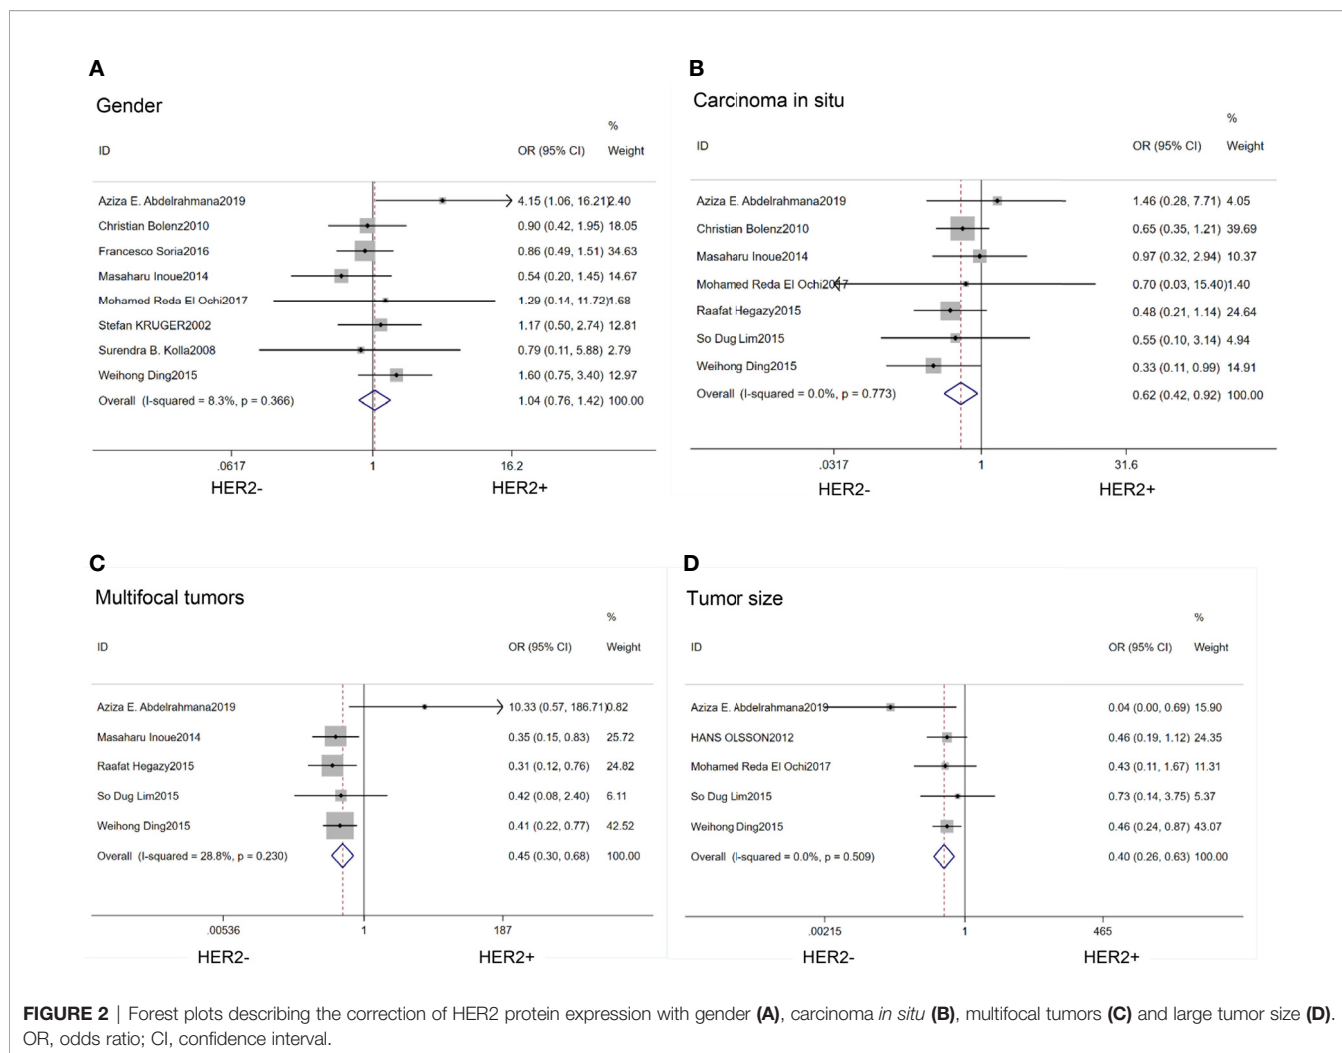 A
Gender
%
ID OR (95% CI) Weight
Aziza E. Abdelrahmana2019 4.15 (1.06, 16.21) 2.40
Christian Bolenz2010 0.90 (0.42, 1.95) 18.05
Francesco Soria2016 0.86 (0.49, 1.51) 34.63
Masaharu Inoue2014 0.54 (0.20, 1.45) 14.67
Mohamed Reda El Ochi2017 1.29 (0.14, 11.72) 1.68
Stefan KRUGER2002 1.17 (0.50, 2.74) 12.81
Surendra B. Kolla2008 0.79 (0.11, 5.88) 2.79
Weihong Ding2015 1.60 (0.75, 3.40) 12.97
Overall (I-squared = 8.3%, p = 0.366) 1.04 (0.76, 1.42) 100.00
.0617 1 16.2
HER2- HER2+
B
Carcinoma in situ
%
ID OR (95% CI) Weight
Aziza E. Abdelrahmana2019 1.46 (0.28, 7.71) 4.05
Christian Bolenz2010 0.65 (0.35, 1.21) 39.69
Masaharu Inoue2014 0.97 (0.32, 2.94) 10.37
Mohamed Reda El Ochi2017 0.70 (0.03, 15.40) 1.40
Raafat Hegazy2015 0.48 (0.21, 1.14) 24.64
So Dug Lim2015 0.55 (0.10, 3.14) 4.94
Weihong Ding2015 0.33 (0.11, 0.99) 14.91
Overall (I-squared = 0.0%, p = 0.773) 0.62 (0.42, 0.92) 100.00
.0317 1 31.6
HER2- HER2+
C
Multifocal tumors
%
ID OR (95% CI) Weight
Aziza E. Abdelrahmana2019 10.33 (0.57, 186.71) 0.82
Masaharu Inoue2014 0.35 (0.15, 0.83) 25.72
Raafat Hegazy2015 0.31 (0.12, 0.76) 24.82
So Dug Lim2015 0.42 (0.08, 2.40) 6.11
Weihong Ding2015 0.41 (0.22, 0.77) 42.52
Overall (I-squared = 28.8%, p = 0.230) 0.45 (0.30, 0.68) 100.00
.00536 1 187
HER2- HER2+
D
Tumor size
%
ID OR (95% CI) Weight
Aziza E. Abdelrahmana2019 0.04 (0.00, 0.69) 15.90
HANS OLSSON2012 0.46 (0.19, 1.12) 24.35
Mohamed Reda El Ochi2017 0.43 (0.11, 1.67) 11.31
So Dug Lim2015 0.73 (0.14, 3.75) 5.37
Weihong Ding2015 0.46 (0.24, 0.87) 43.07
Overall (I-squared = 0.0%, p = 0.509) 0.40 (0.26, 0.63) 100.00
.00215 1 465
HER2- HER2+
FIGURE 2 | Forest plots describing the correction of HER2 protein expression with gender (A), carcinoma in situ (B), multifocal tumors (C) and large tumor size (D).
OR, odds ratio; CI, confidence interval.